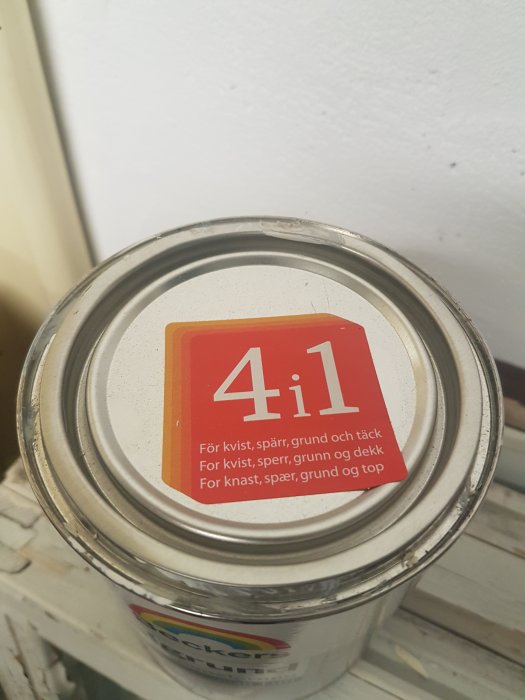 4i1
För kvist, spärr, grund och täck
For kvist, sperr, grunn og dekk
For knast, spær, grund og top